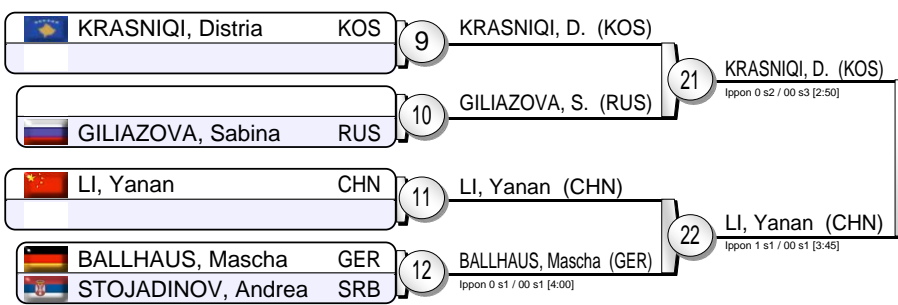 KRASNIQI, Distria KOS
9
KRASNIQI, D. (KOS)
21
KRASNIQI, D. (KOS)
Ippon 0 s2 / 00 s3 [2:50]
GILIAZOVA, Sabina RUS
10
GILIAZOVA, S. (RUS)
LI, Yanan CHN
11
LI, Yanan (CHN)
22
LI, Yanan (CHN)
Ippon 1 s1 / 00 s1 [3:45]
BALLHAUS, Mascha GER
STOJADINOV, Andrea SRB
12
BALLHAUS, Mascha (GER)
Ippon 0 s1 / 00 s1 [4:00]